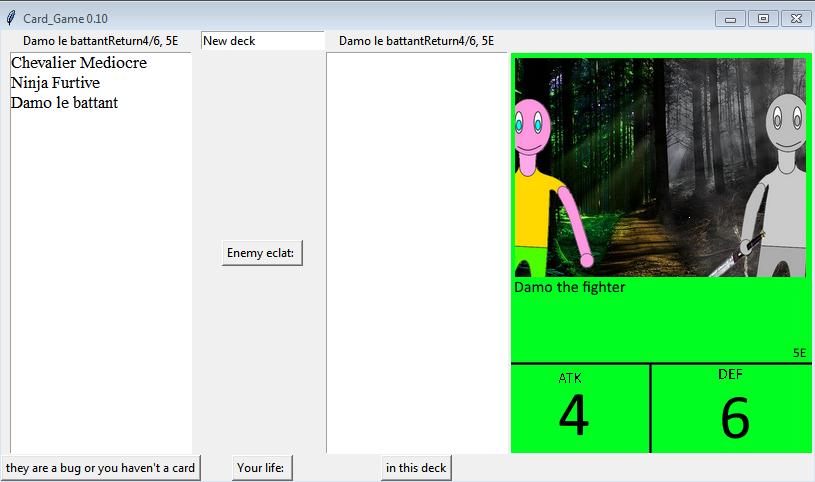 Card_Game 0.10
Damo le battantReturn4/6, 5E
New deck
Damo le battantReturn4/6, 5E
Chevalier Mediocre
Ninja Furtive
Damo le battant
Enemy eclat:
Damo the fighter
5E
ATK
DEF
4
6
they are a bug or you haven't a card
Your life:
in this deck